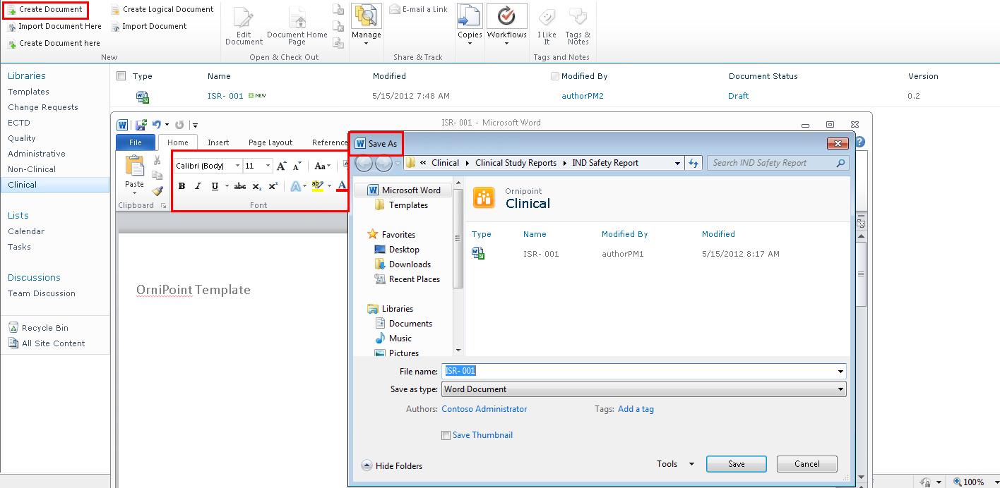 Create Document
Create Logical Document
Import Document Here
Import Document
Create Document here
New
Edit Document
Document Home Page
Open & Check Out
Manage
E-mail a Link
Share & Track
Copies
Workflows
I Like It
Tags & Notes
Tags and Notes
Libraries
Templates
Change Requests
ECTD
Quality
Administrative
Non-Clinical
Clinical
Lists
Calendar
Tasks
Discussions
Team Discussion
Recycle Bin
All Site Content
Type Name Modified Modified By Document Status Version
ISR- 001 NEW 5/15/2012 7:48 AM authorPM2 Draft 0.2
ISR- 001 - Microsoft Word
File Home Insert Page Layout Reference
Paste
Clipboard
Calibri (Body) 11 A A Aa
B I U abc x₂ x² A ab A
Font
OrniPoint Template
Save As
« Clinical Clinical Study Reports IND Safety Report
Search IND Safety Report
Microsoft Word
Templates
Favorites
Desktop
Downloads
Recent Places
Libraries
Documents
Music
Pictures
Ornipoint
Clinical
Type Name Modified By Modified
ISR- 001 authorPM1 5/15/2012 8:17 AM
File name: ISR- 001
Save as type: Word Document
Authors: Contoso Administrator Tags: Add a tag
Save Thumbnail
Hide Folders
Tools Save Cancel
100%